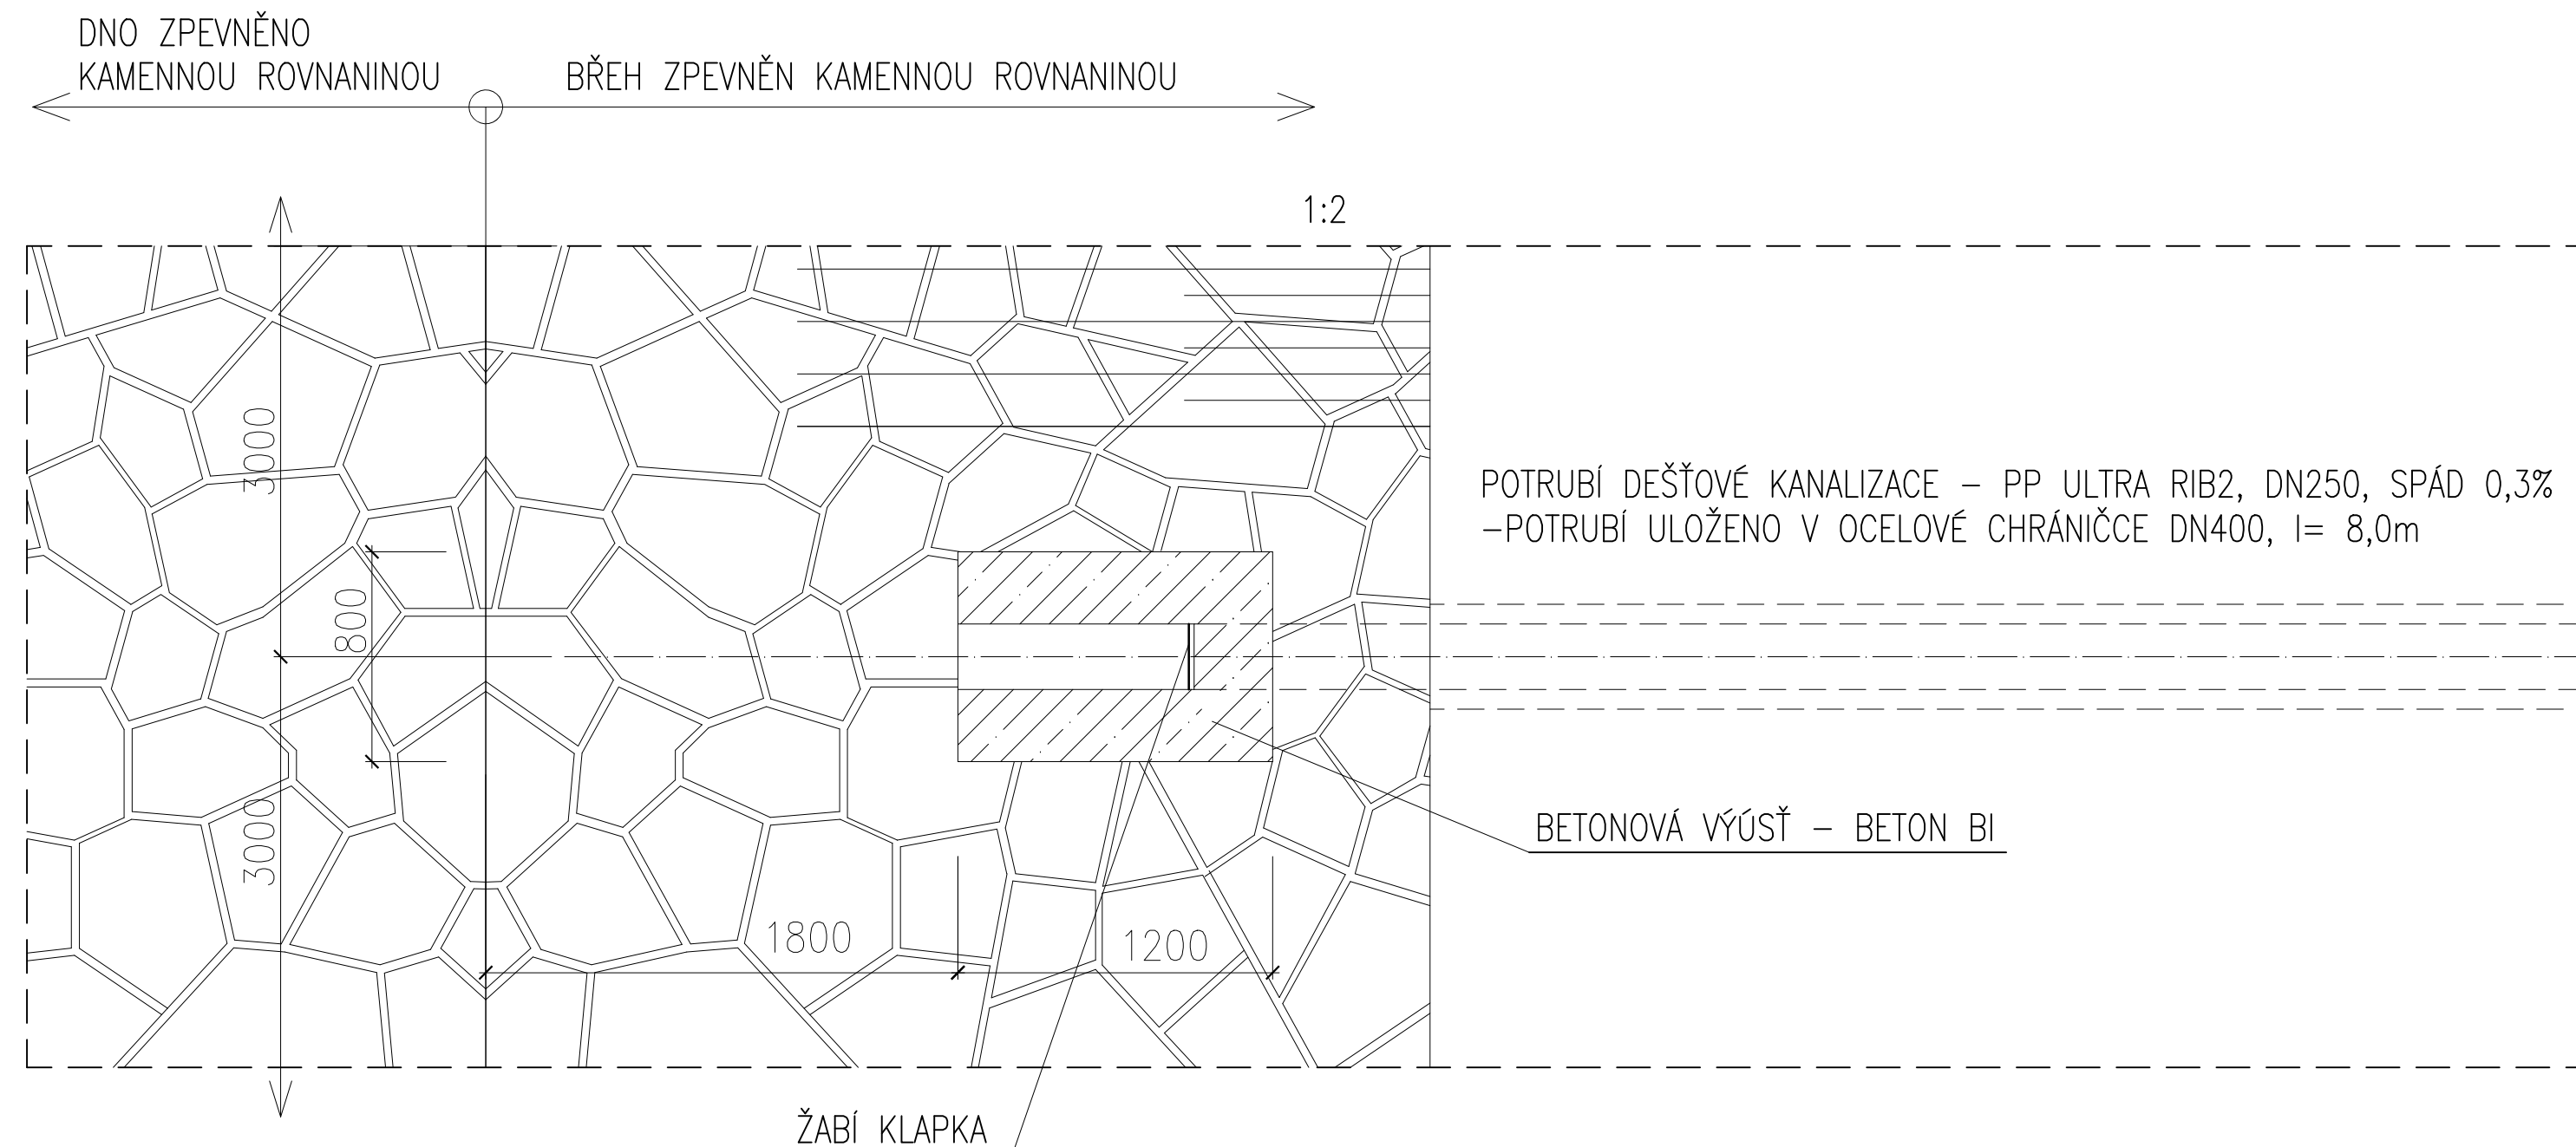 DNO ZPEVNĚNO
KAMENNOU ROVNANINOU
BŘEH ZPEVNĚN KAMENNOU ROVNANINOU
1:2
3000
POTRUBÍ DEŠŤOVÉ KANALIZACE – PP ULTRA RIB2, DN250, SPÁD 0,3%
–POTRUBÍ ULOŽENO V OCELOVÉ CHRÁNIČCE DN400, l= 8,0m
800
3000
BETONOVÁ VÝÚSŤ – BETON BI
1800
1200
ŽABÍ KLAPKA